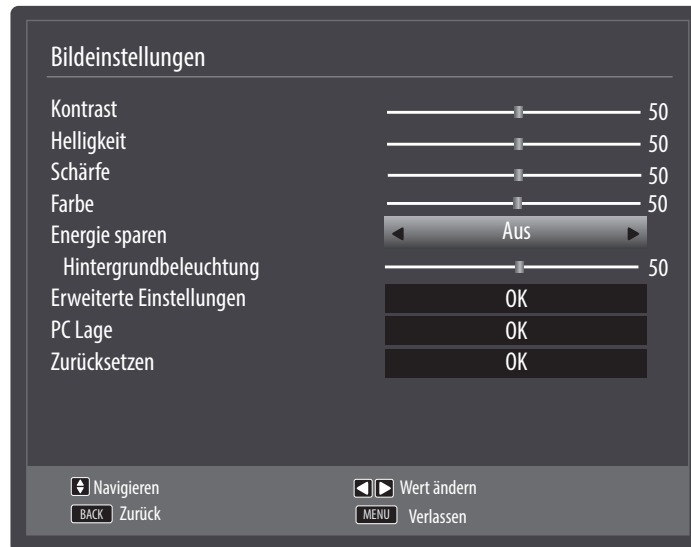 Bildeinstellungen
Kontrast 50
Helligkeit 50
Schärfe 50
Farbe 50
Energie sparen Aus
Hintergrundbeleuchtung 50
Erweiterte Einstellungen OK
PC Lage OK
Zurücksetzen OK
Navigieren Wert ändern
BACK Zurück MENU Verlassen